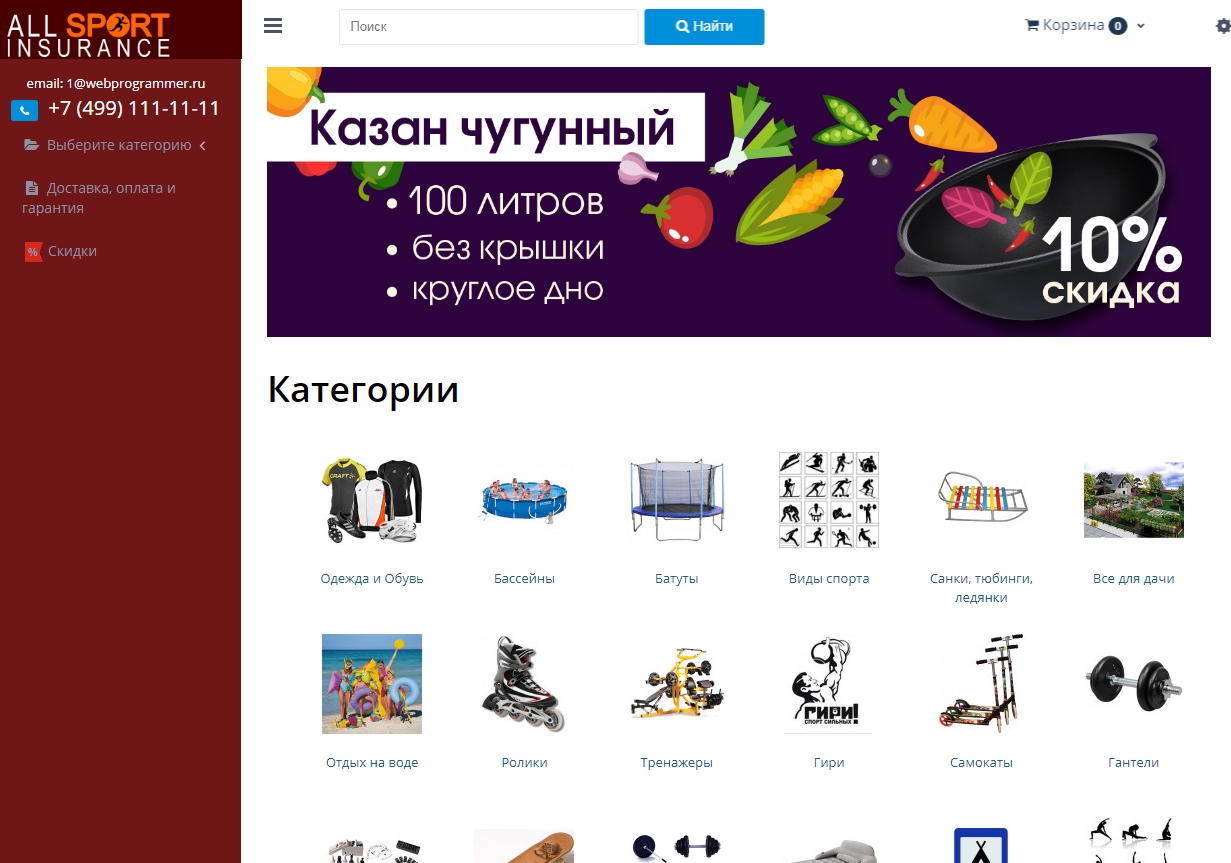 ALL SPORT
INSURANCE
email: 1@webprogrammer.ru
+7 (499) 111-11-11
Выберите категорию
Доставка, оплата и
гарантия
% Скидки
Поиск
Найти
Корзина 0
Казан чугунный
• 100 литров
• без крышки
• круглое дно
10%
скидка
Категории
CRAFT
Одежда и Обувь
Бассейны
Батуты
Виды спорта
Санки, тюбинги,
ледянки
Все для дачи
ГИРИ!
СПОРТ СИЛЬНЫХ!
Отдых на воде
Ролики
Тренажеры
Гири
Самокаты
Гантели